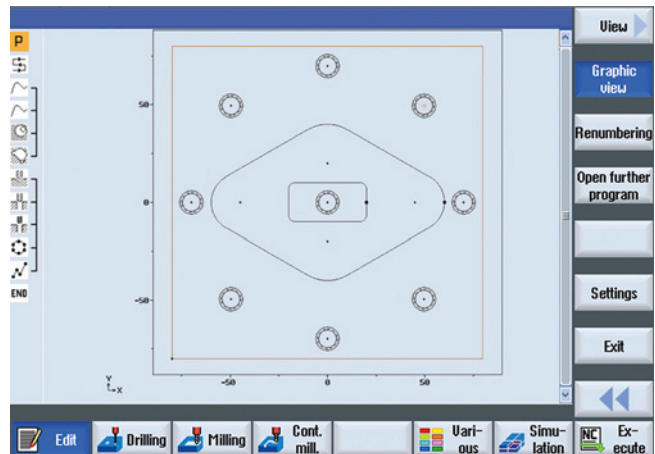 View
P
Graphic
view
50
Renumbering
Open further
program
0
-50
Settings
END
Exit
Y
X
-50
0
50
Edit
Drilling
Milling
Cont.
mill.
Vari-
ous
Simu-
lation
NC
Ex-
ecute